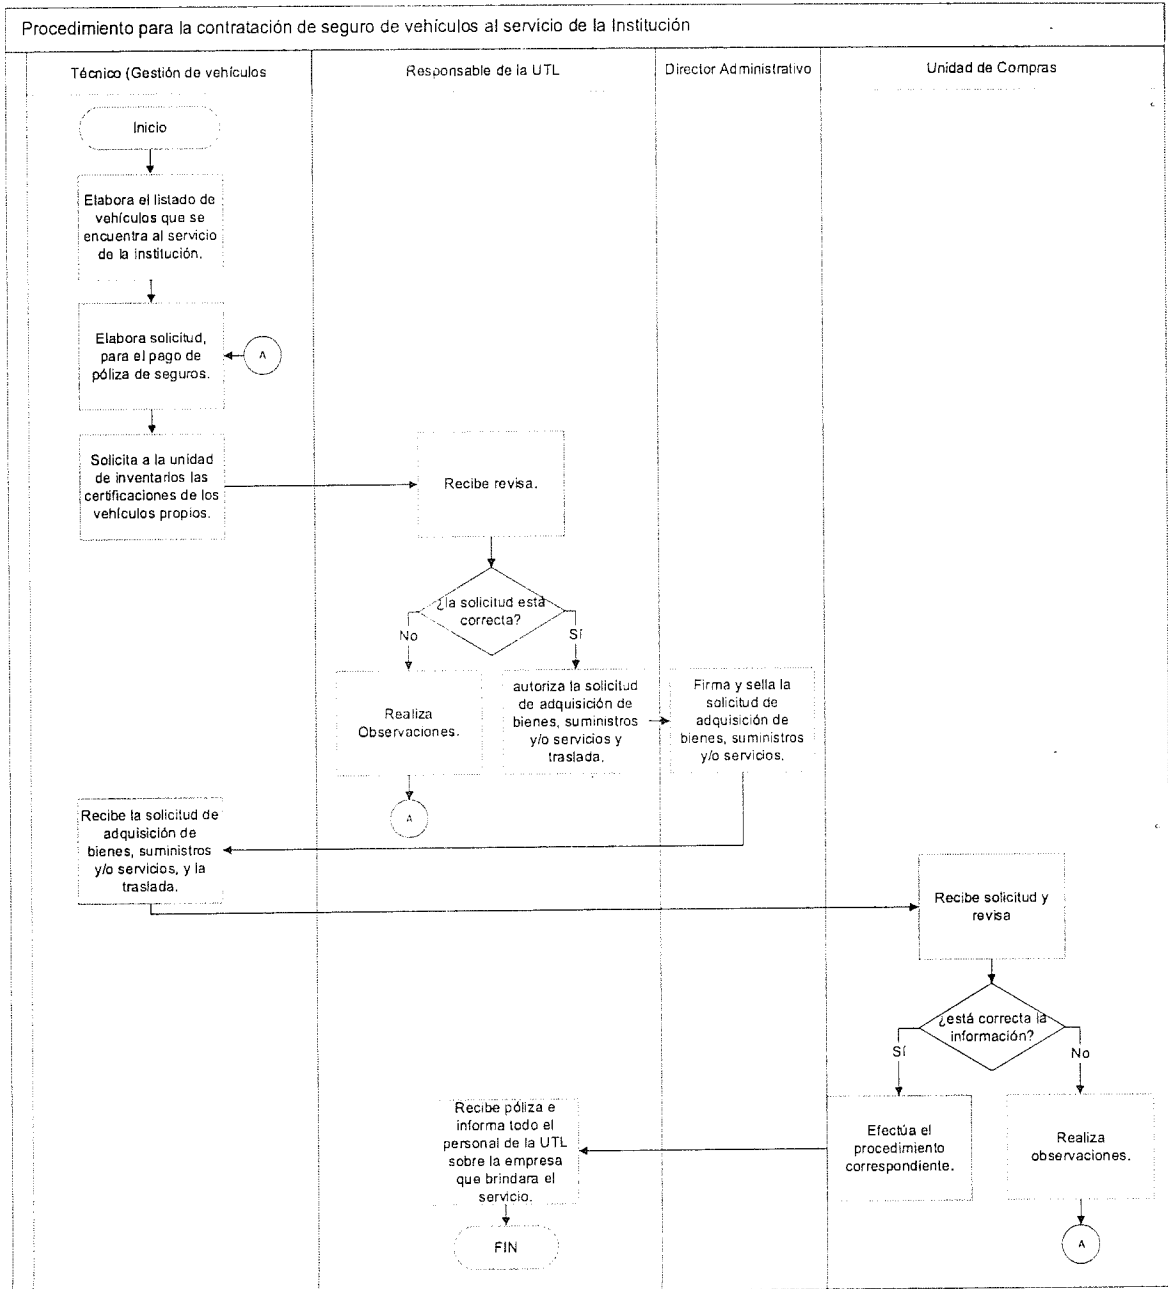 Procedimiento para la contratación de seguro de vehículos al servicio de la Institución
Técnico (Gestión de vehículos
Responsable de la UTL
Director Administrativo
Unidad de Compras
Inicio
Elabora el listado de
vehículos que se
encuentra al servicio
de la institución.
Elabora solicitud,
para el pago de
póliza de seguros.
A
Solicita a la unidad
de inventarios las
certificaciones de los
vehículos propios.
Recibe revisa.
¿la solicitud está
correcta?
No
Sí
Realiza
Observaciones.
autoriza la solicitud
de adquisición de
bienes, suministros
y/o servicios y
traslada.
Firma y sella la
solicitud de
adquisición de
bienes, suministros
y/o servicios.
A
Recibe la solicitud de
adquisición de
bienes, suministros
y/o servicios, y la
traslada.
Recibe solicitud y
revisa
¿está correcta la
información?
Sí
No
Efectúa el
procedimiento
correspondiente.
Realiza
observaciones.
A
Recibe póliza e
informa todo el
personal de la UTL
sobre la empresa
que brindara el
servicio.
FIN